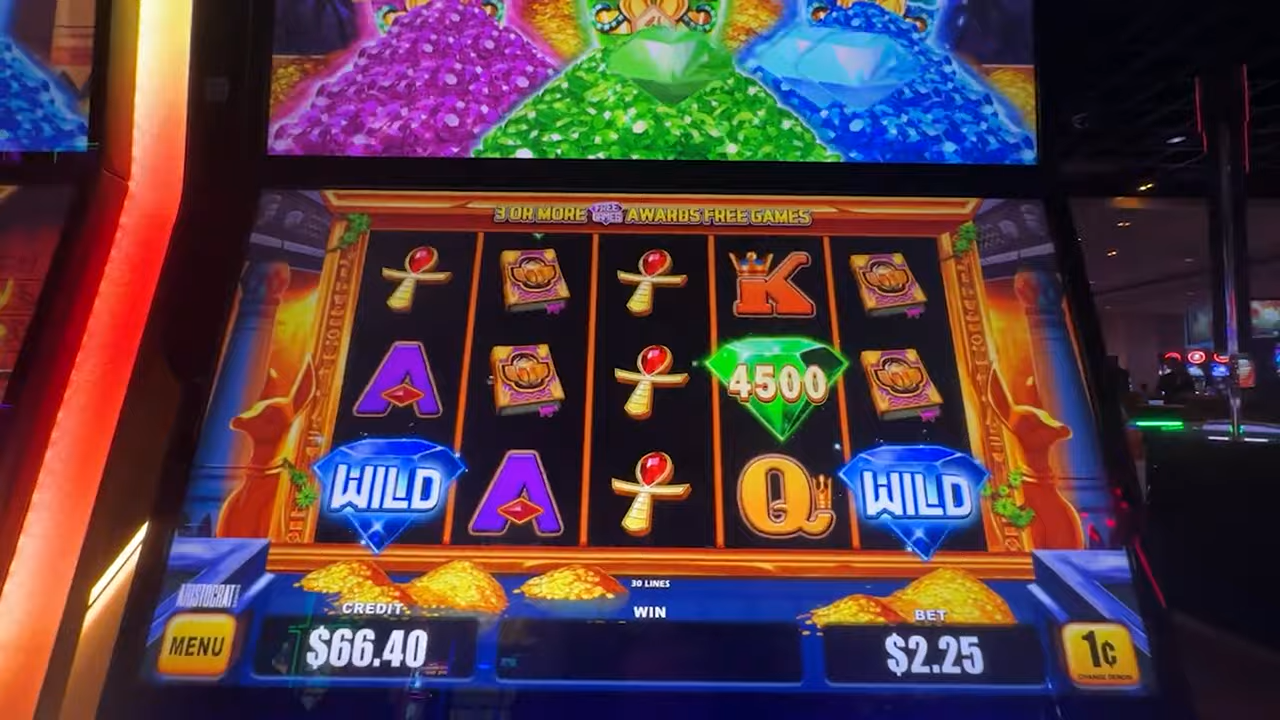 3 OR MORE FREE GAMES AWARDS FREE GAMES
K
A
4500
WILD
A
Q
WILD
30 LINES
ARISTOCRAT
CREDIT
WIN
BET
MENU
$66.40
$2.25
1¢
CHANGE DENOM